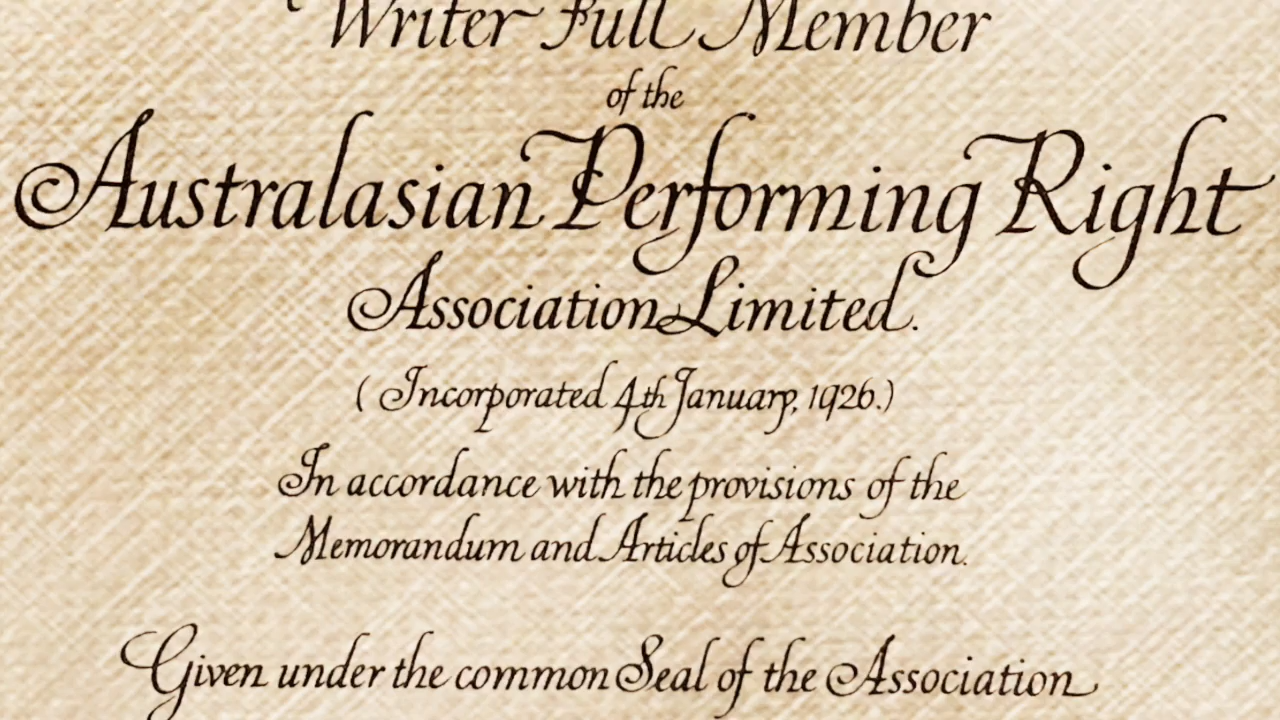 Writer Full Member
of the
Australasian Performing Right
Association Limited.
(Incorporated 4th January, 1926.)
In accordance with the provisions of the
Memorandum and Articles of Association.
Given under the common Seal of the Association